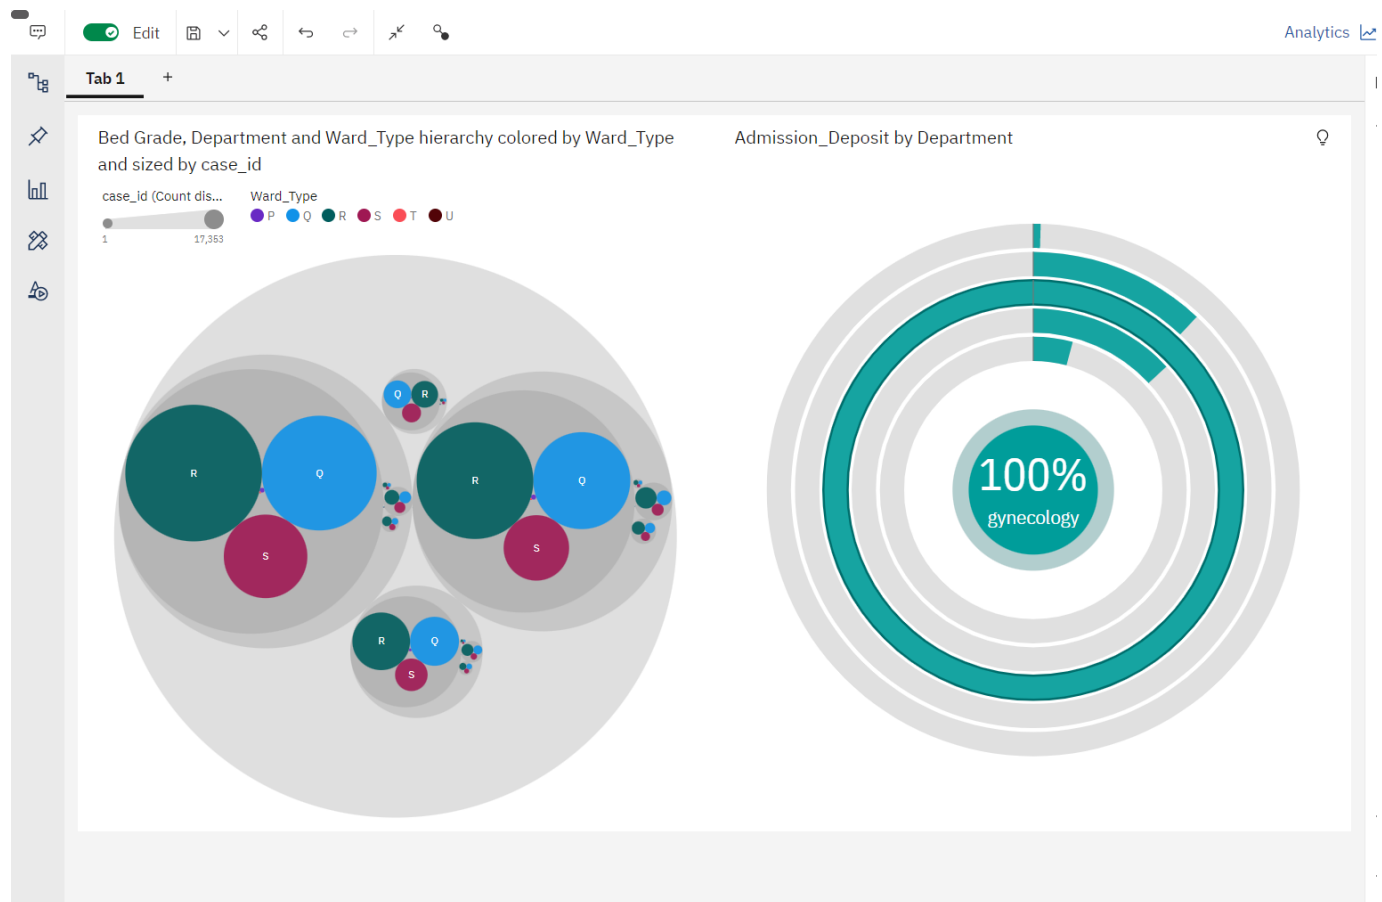 Edit
Analytics
Tab 1 +
Bed Grade, Department and Ward_Type hierarchy colored by Ward_Type
and sized by case_id
case_id (Count dis...
1 17,353
Ward_Type
P Q R S T U
Q R
R Q
S
R Q
S
R Q
S
Admission_Deposit by Department
100%
gynecology